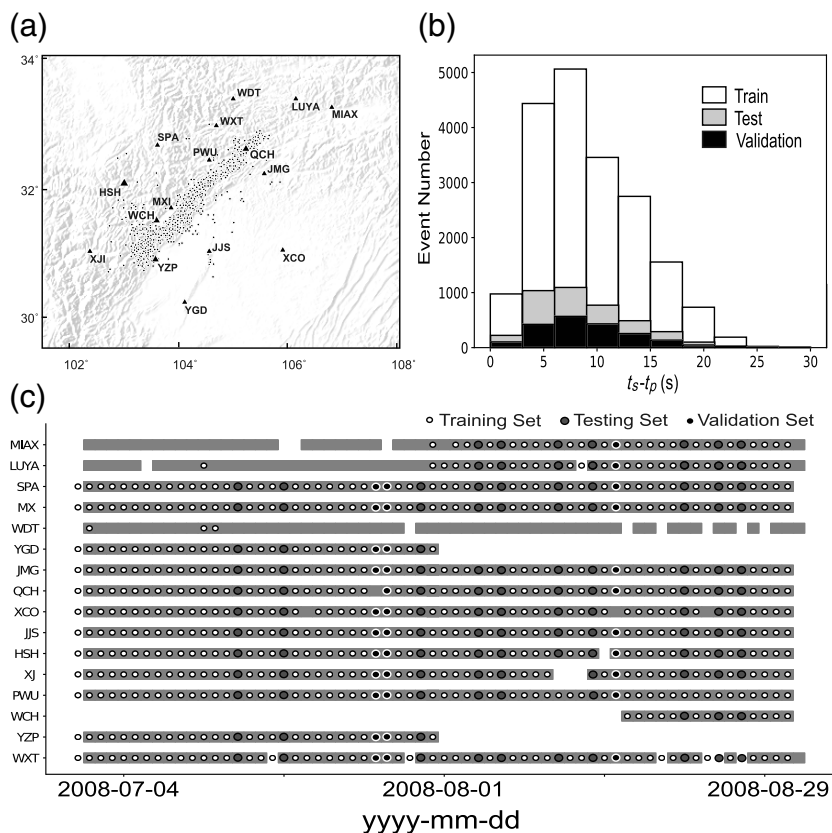 (a)
34°
32°
30°
102°
104°
106°
108°
WDT
LUYA
MIAX
WXT
SPA
PWU
QCH
JMG
HSH
MXI
WCH
XJI
YZP
JJS
XCO
YGD
(b)
5000
4000
3000
2000
1000
0
Event Number
Train
Test
Validation
0 5 10 15 20 25 30
ts-tp (s)
(c)
Training Set Testing Set Validation Set
MIAX
LUYA
SPA
MX
WDT
YGD
JMG
QCH
XCO
JJS
HSH
XJ
PWU
WCH
YZP
WXT
2008-07-04 2008-08-01 2008-08-29
yyyy-mm-dd